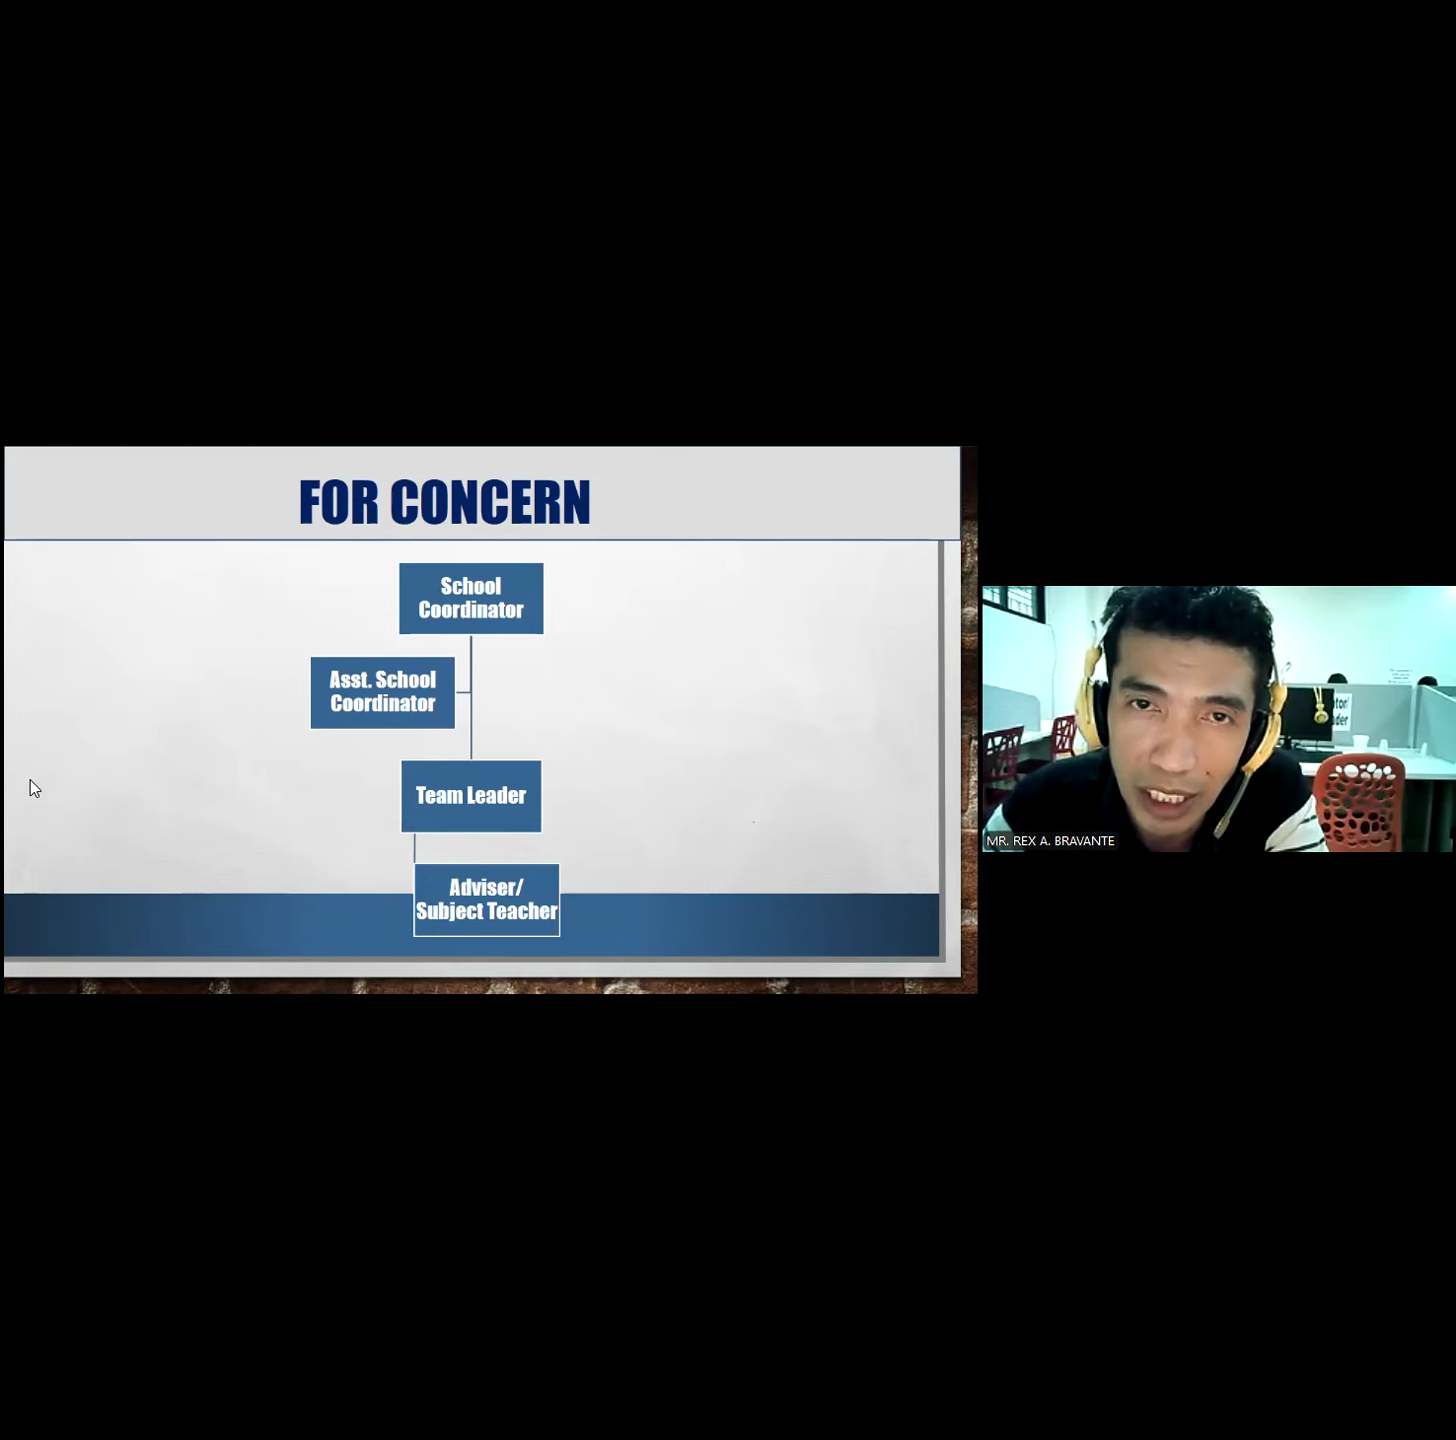 FOR CONCERN
School
Coordinator
Asst. School
Coordinator
Team Leader
Adviser/
Subject Teacher
MR. REX A. BRAVANTE